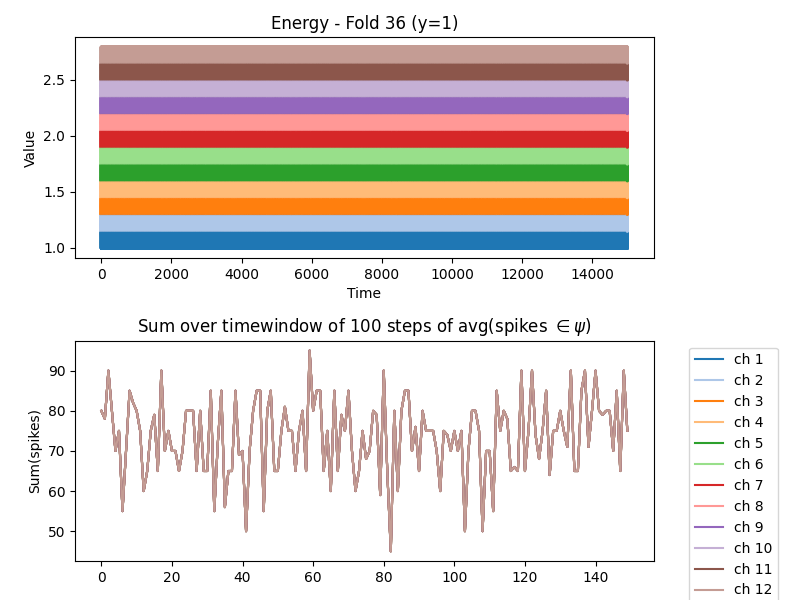 Energy - Fold 36 (y=1)
Value
2.5
2.0
1.5
1.0
0 2000 4000 6000 8000 10000 12000 14000
Time
Sum over timewindow of 100 steps of avg(spikes ∈ ψ)
Sum(spikes)
90
80
70
60
50
0 20 40 60 80 100 120 140
ch 1
ch 2
ch 3
ch 4
ch 5
ch 6
ch 7
ch 8
ch 9
ch 10
ch 11
ch 12